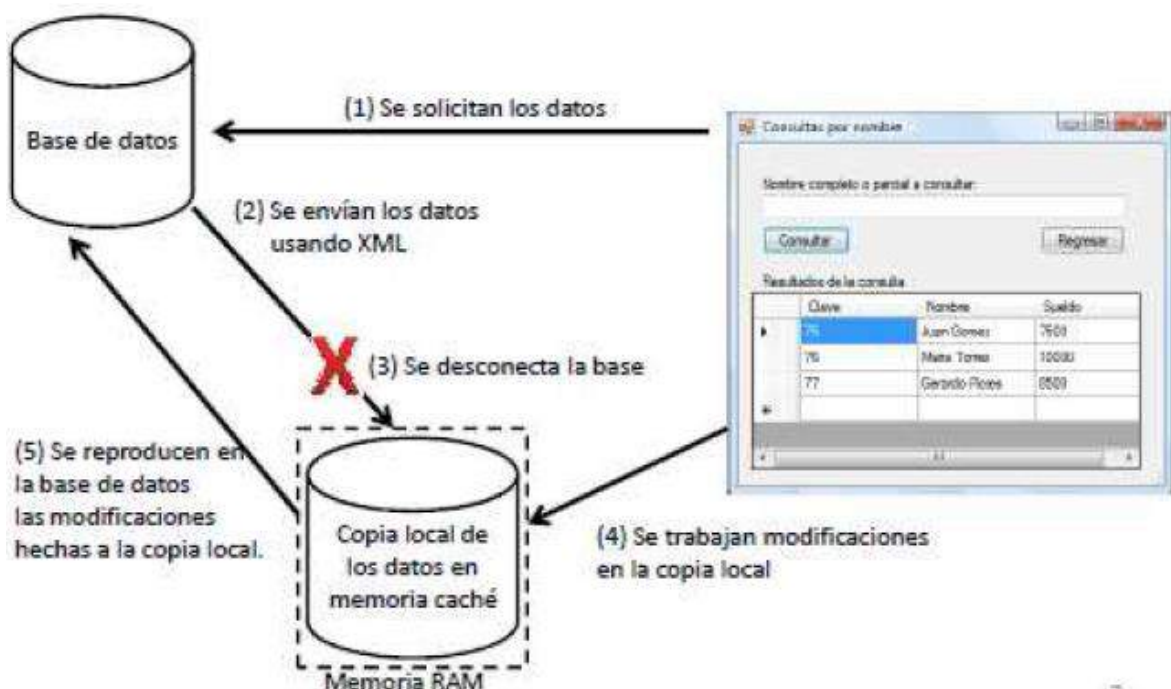 Base de datos
(1) Se solicitan los datos
(2) Se envían los datos
usando XML
(3) Se desconecta la base
Consultas por nombre
Nombre completo o parcial a consultar:
Consultar
Regresar
Resultados de la consulta
Clave Nombre Sueldo
75 Juan Gomez 7500
76 Maria Torres 10000
77 Gerardo Flores 8500
(4) Se trabajan modificaciones
en la copia local
(5) Se reproducen en
la base de datos
las modificaciones
hechas a la copia local.
Copia local de
los datos en
memoria caché
Memoria RAM